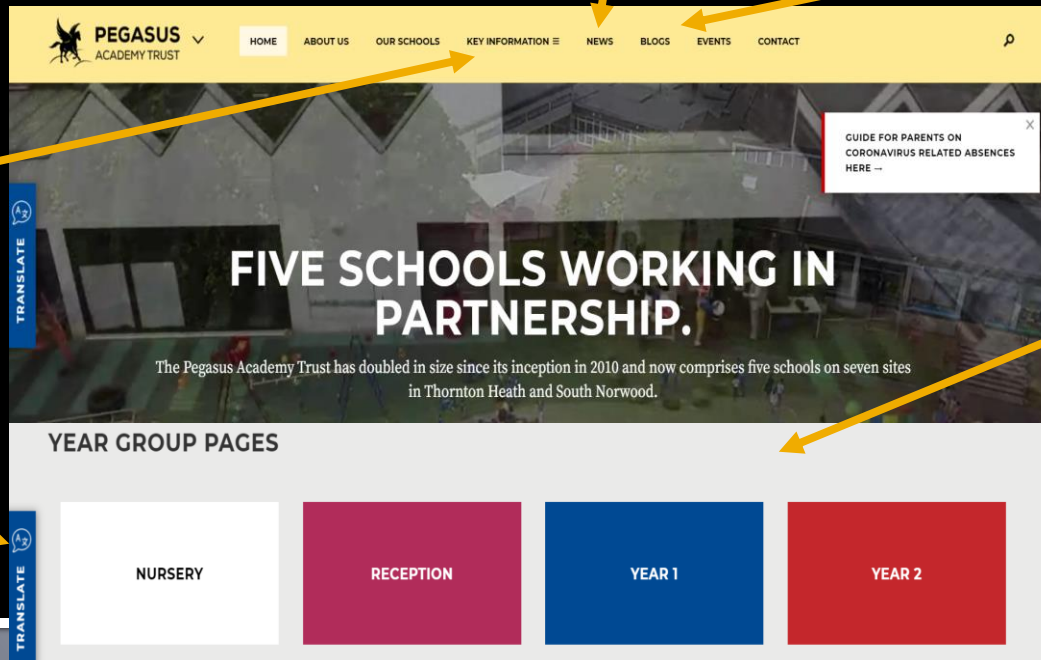 PEGASUS
ACADEMY TRUST
HOME ABOUT US OUR SCHOOLS KEY INFORMATION ☰ NEWS BLOGS EVENTS CONTACT
GUIDE FOR PARENTS ON
CORONAVIRUS RELATED ABSENCES
HERE →
TRANSLATE
FIVE SCHOOLS WORKING IN
PARTNERSHIP.
The Pegasus Academy Trust has doubled in size since its inception in 2010 and now comprises five schools on seven sites
in Thornton Heath and South Norwood.
YEAR GROUP PAGES
TRANSLATE
NURSERY RECEPTION YEAR 1 YEAR 2